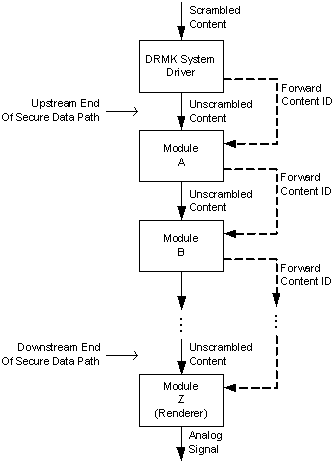 Scrambled
Content
DRMK System
Driver
Forward
Content ID
Upstream End
Of Secure Data Path
Unscrambled
Content
Module
A
Forward
Content ID
Unscrambled
Content
Module
B
Forward
Content ID
Downstream End
Of Secure Data Path
Unscrambled
Content
Module
Z
(Renderer)
Analog
Signal